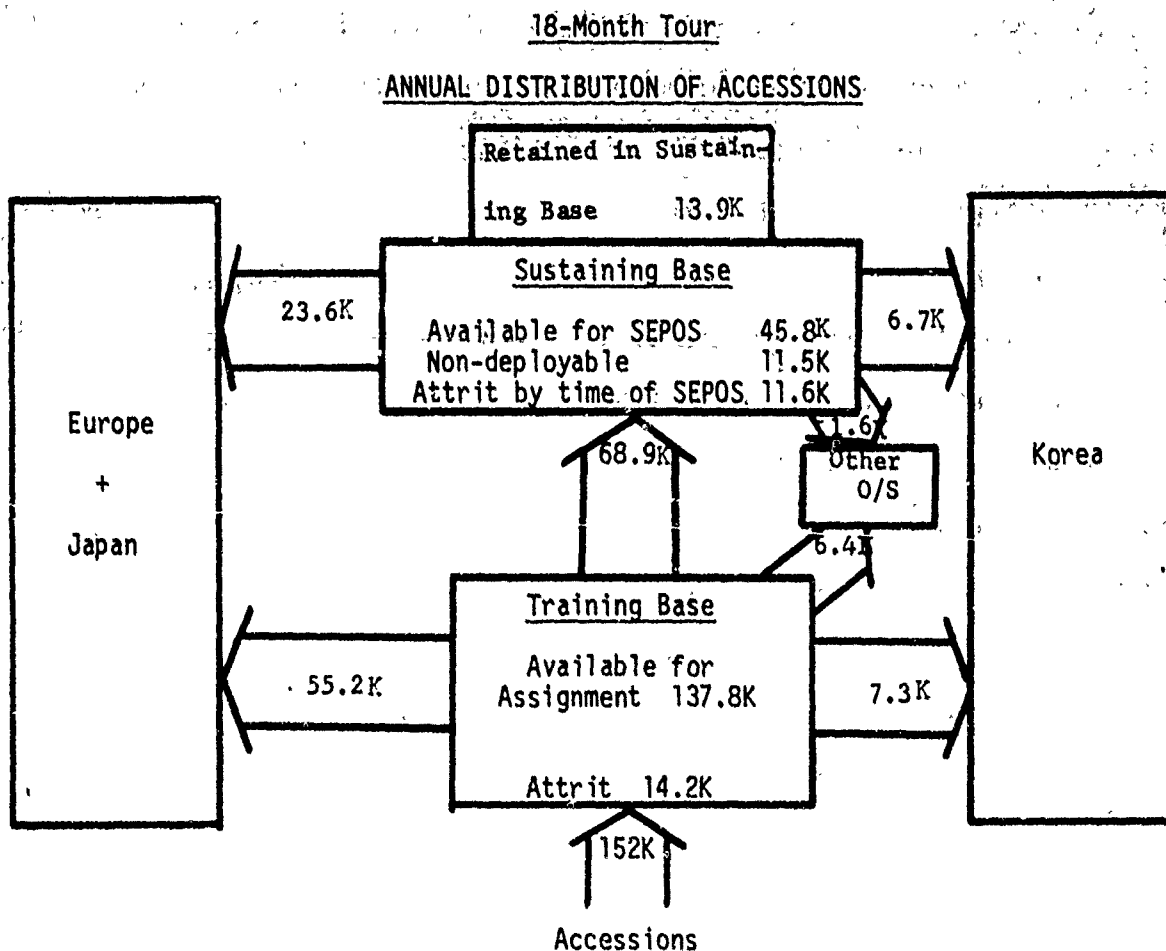 18-Month Tour
ANNUAL DISTRIBUTION OF ACCESSIONS
Retained in Sustain-
ing Base 13.9K
Sustaining Base
Available for SEPOS 45.8K
Non-deployable 11.5K
Attrit by time of SEPOS 11.6K
23.6K
6.7K
1.6K
Other
O/S
Europe
+
Japan
Korea
68.9K
6.4K
Training Base
Available for
Assignment 137.8K
Attrit 14.2K
55.2K
7.3K
152K
Accessions